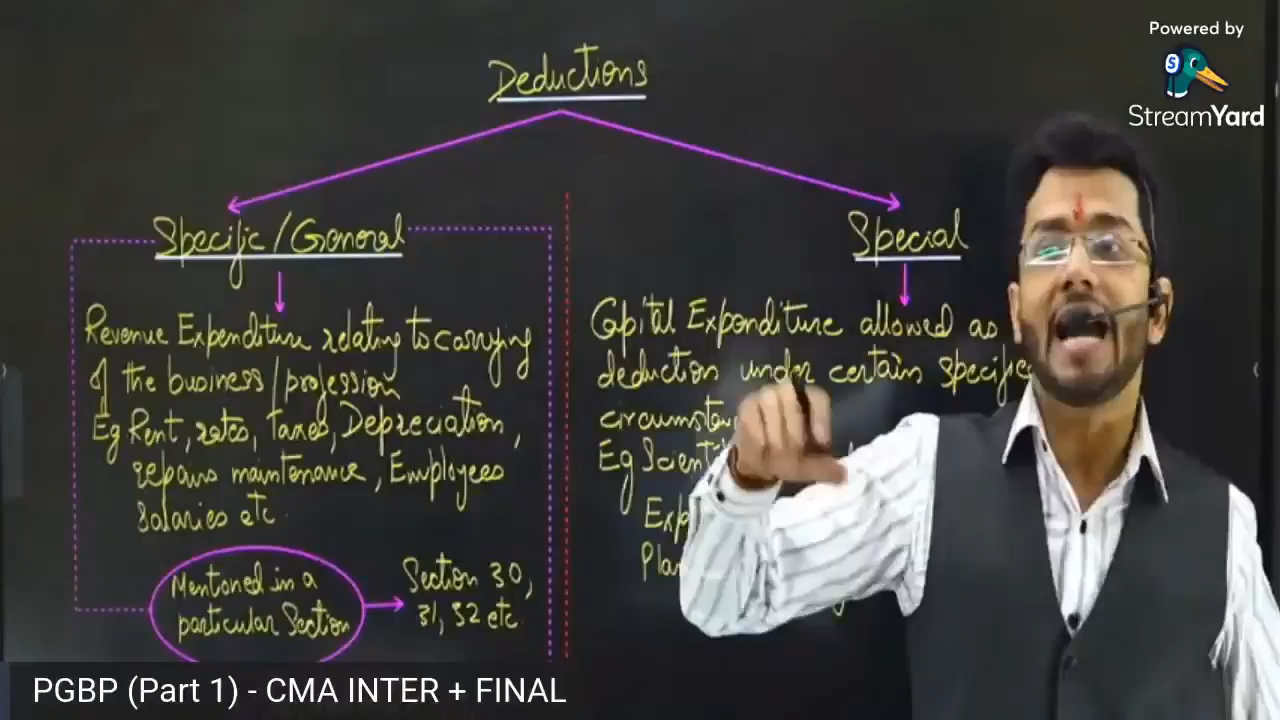 Powered by
StreamYard
Deductions
Specific/General
Revenue Expenditure relating to carrying
of the business/profession
Eg Rent, rates, Taxes, Depreciation,
repairs maintenance, Employees
Salaries etc.
Mentioned in a
particular Section
Section 30,
31, 32 etc
Special
Capital Expenditure allowed as
deduction under certain
Eg
PGBP (Part 1) - CMA INTER + FINAL